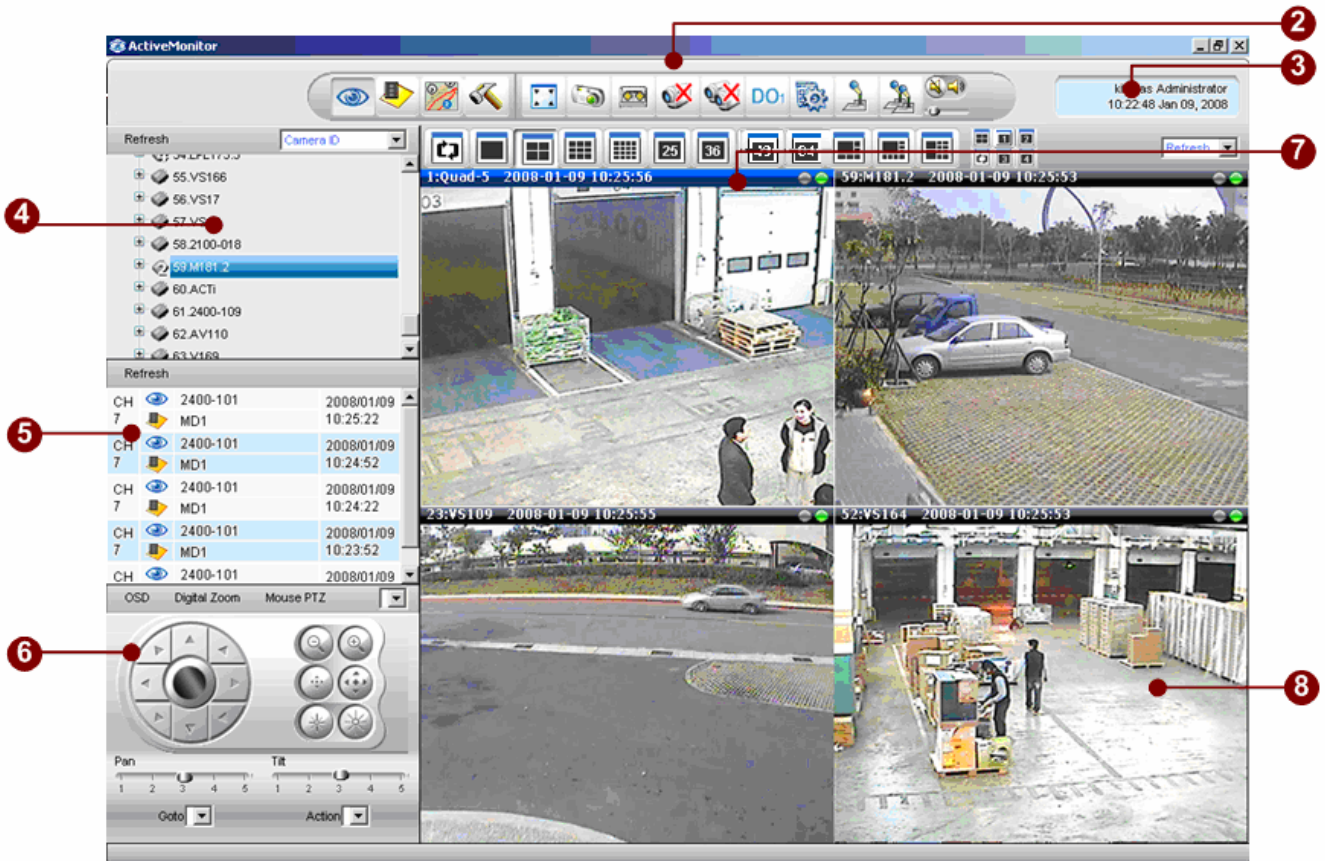 2
ActiveMonitor
3
Administrator
10:22:48 Jan 09, 2008
DO1
Refresh
Camera ID
25
36
1
2
3
4
Refresh
7
55.VS166
56.VS17
4
58.2100-018
59.M181.2
60.ACTi
61.2400-109
62.AV110
63.V169
1:Quad-5 2008-01-09 10:25:56
59:M181.2 2008-01-09 10:25:53
03
Refresh
5
CH 2400-101 2008/01/09
7 MD1 10:25:22
CH 2400-101 2008/01/09
7 MD1 10:24:52
CH 2400-101 2008/01/09
7 MD1 10:24:22
CH 2400-101 2008/01/09
7 MD1 10:23:52
CH 2400-101 2008/01/09
23:VS109 2008-01-09 10:25:55
52:VS164 2008-01-09 10:25:53
OSD Digital Zoom Mouse PTZ
6
8
Pan Tilt
1 2 3 4 5 1 2 3 4 5
Goto Action